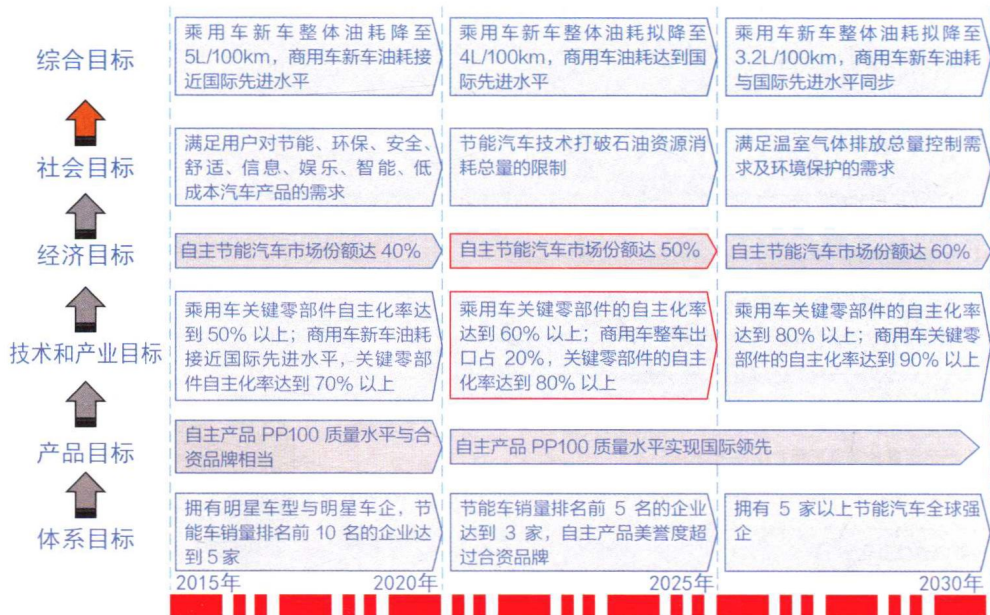 综合目标
乘用车新车整体油耗降至
5L/100km，商用车新车油耗接
近国际先进水平
乘用车新车整体油耗拟降至
4L/100km，商用车油耗达到国
际先进水平
乘用车新车整体油耗拟降至
3.2L/100km，商用车新车油耗
与国际先进水平同步
社会目标
满足用户对节能、环保、安全、
舒适、信息、娱乐、智能、低
成本汽车产品的需求
节能汽车技术打破石油资源消
耗总量的限制
满足温室气体排放总量控制需
求及环境保护的需求
经济目标
自主节能汽车市场份额达 40%
自主节能汽车市场份额达 50%
自主节能汽车市场份额达 60%
技术和产业目标
乘用车关键零部件自主化率达
到 50% 以上；商用车新车油耗
接近国际先进水平，关键零部
件自主化率达到 70% 以上
乘用车关键零部件的自主化率
达到 60% 以上；商用车整车出
口占 20%，关键零部件的自主
化率达到 80% 以上
乘用车关键零部件的自主化率
达到 80% 以上；商用车关键零
部件的自主化率达到 90% 以上
产品目标
自主产品 PP100 质量水平与合
资品牌相当
自主产品 PP100 质量水平实现国际领先
体系目标
拥有明星车型与明星车企，节
能车销量排名前 10 名的企业达
到 5 家
节能车销量排名前 5 名的企业
达到 3 家，自主产品美誉度超
过合资品牌
拥有 5 家以上节能汽车全球强
企
2015年
2020年
2025年
2030年